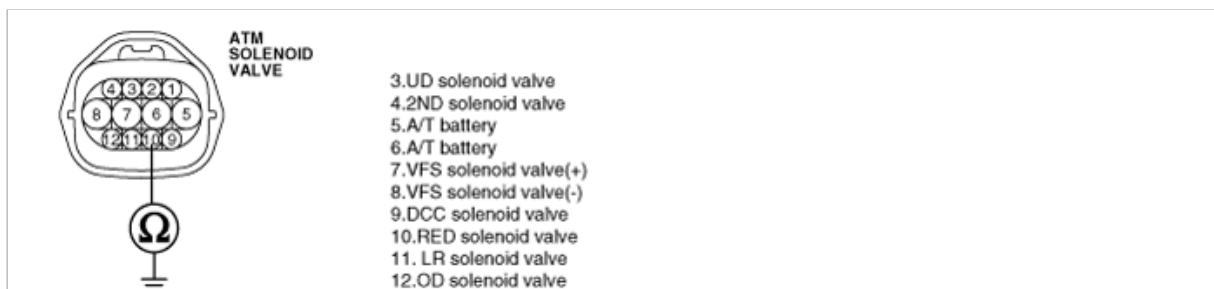 ATM
SOLENOID
VALVE
4 3 2 1
8 7 6 5
12 11 10 9
Ω
3.UD solenoid valve
4.2ND solenoid valve
5.A/T battery
6.A/T battery
7.VFS solenoid valve(+)
8.VFS solenoid valve(-)
9.DCC solenoid valve
10.RED solenoid valve
11. LR solenoid valve
12.OD solenoid valve